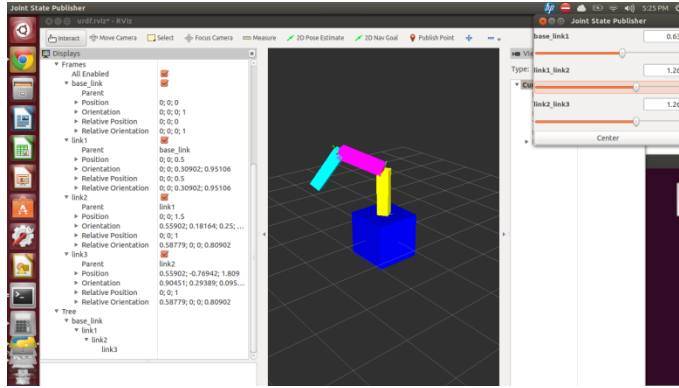 Joint State Publisher
5:25 PM
urdf.rviz* - RViz
Joint State Publisher
Interact
Move Camera
Select
Focus Camera
Measure
2D Pose Estimate
2D Nav Goal
Publish Point
Displays
Frames
All Enabled
base_link
Parent
Position 0; 0; 0
Orientation 0; 0; 0; 1
Relative Position 0; 0; 0
Relative Orientation 0; 0; 0; 1
link1
Parent base_link
Position 0; 0; 0.5
Orientation 0; 0; 0.30902; 0.95106
Relative Position 0; 0; 0.5
Relative Orientation 0; 0; 0.30902; 0.95106
link2
Parent link1
Position 0; 0; 1.5
Orientation 0.55902; 0.18164; 0.25; ...
Relative Position 0; 0; 1
Relative Orientation 0.58779; 0; 0; 0.80902
link3
Parent link2
Position 0.55902; -0.76942; 1.809
Orientation 0.90451; 0.29389; 0.095...
Relative Position 0; 0; 1
Relative Orientation 0.58779; 0; 0; 0.80902
Tree
base_link
link1
link2
link3
Type:
base_link1 0.63
link1_link2 1.26
link2_link3 1.26
Center